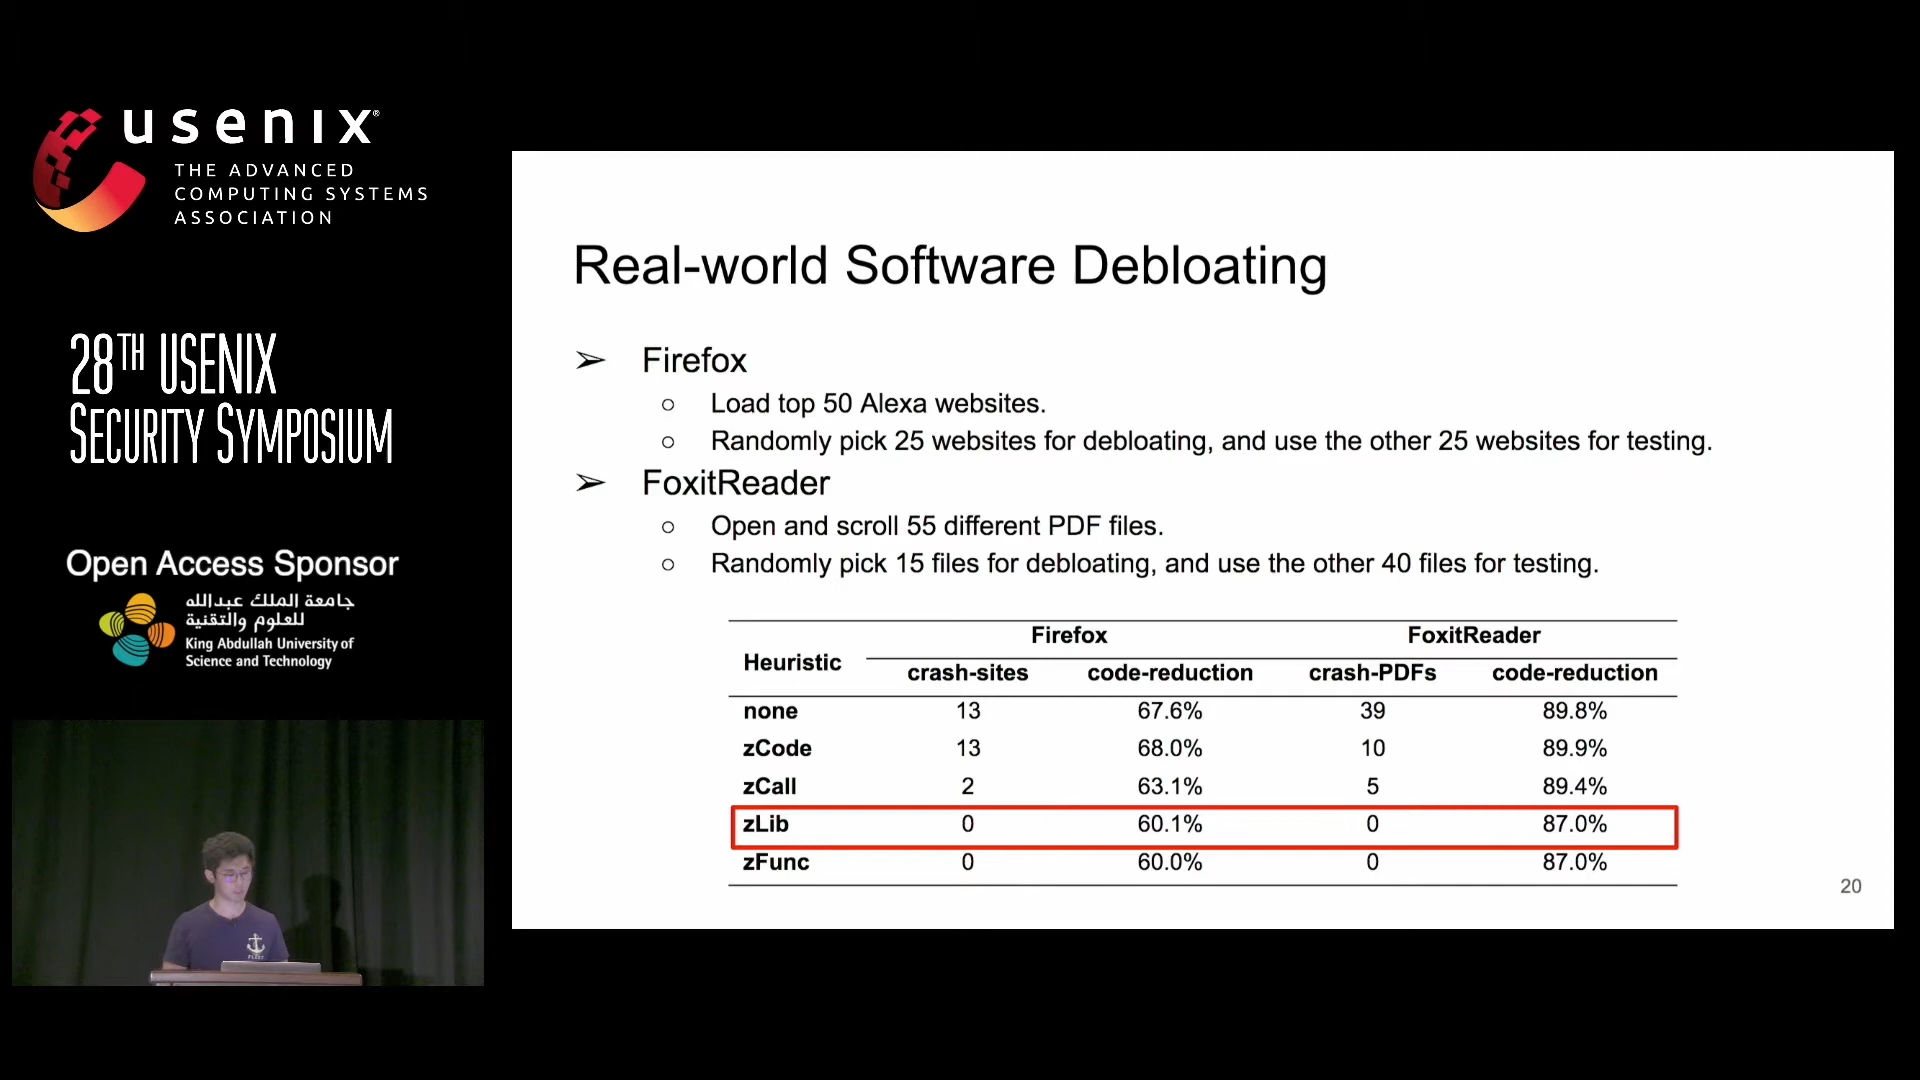 usenix®
THE ADVANCED
COMPUTING SYSTEMS
ASSOCIATION
28TH USENIX
SECURITY SYMPOSIUM
Open Access Sponsor
جامعة الملك عبدالله
للعلوم والتقنية
King Abdullah University of
Science and Technology
Real-world Software Debloating
➢ Firefox
○ Load top 50 Alexa websites.
○ Randomly pick 25 websites for debloating, and use the other 25 websites for testing.
➢ FoxitReader
○ Open and scroll 55 different PDF files.
○ Randomly pick 15 files for debloating, and use the other 40 files for testing.
Heuristic Firefox FoxitReader
crash-sites code-reduction crash-PDFs code-reduction
none 13 67.6% 39 89.8%
zCode 13 68.0% 10 89.9%
zCall 2 63.1% 5 89.4%
zLib 0 60.1% 0 87.0%
zFunc 0 60.0% 0 87.0%
20